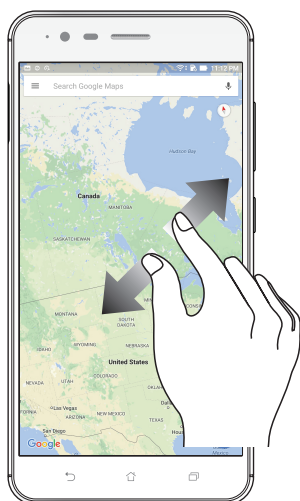 11:12 PM
Search Google Maps
Hudson Bay
Canada
MANITOBA
SASKATCHEWAN
MONTANA
SOUTH
DAKOTA
WYOMING
NEBRASKA
IDAHO
United States
NEVADA
UTAH
COLORADO
Las Vegas
ARIZONA
NEW MEXICO
TEXAS
San Diego
Google